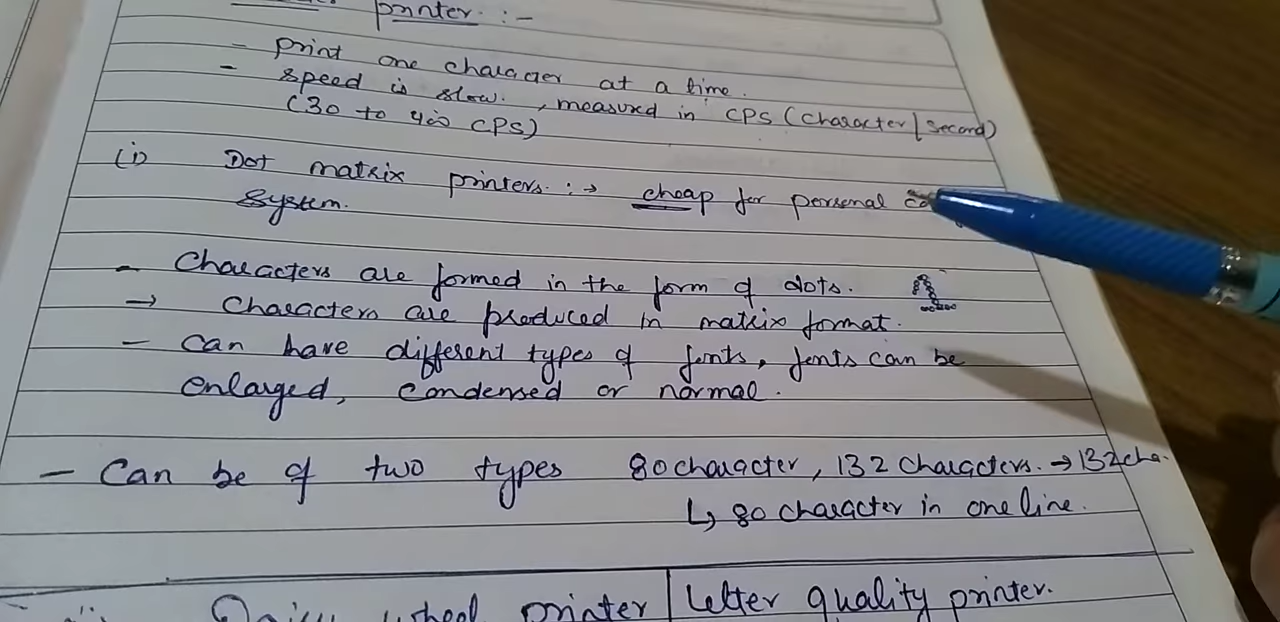 printer :-
- print one character at a time.
- speed is slow. , measured in CPS (Character/second)
(30 to 400 CPS)
(i) Dot matrix printers :→ cheap for personal
System.
- Characters are formed in the form of dots.
→ Characters are produced in matrix format.
- Can have different types of fonts, fonts can be
enlarged, condensed or normal.
- Can be of two types 80 character, 132 characters. → 132 cha.
↳ 80 character in one line.
Daisy wheel printer | Letter quality printer.